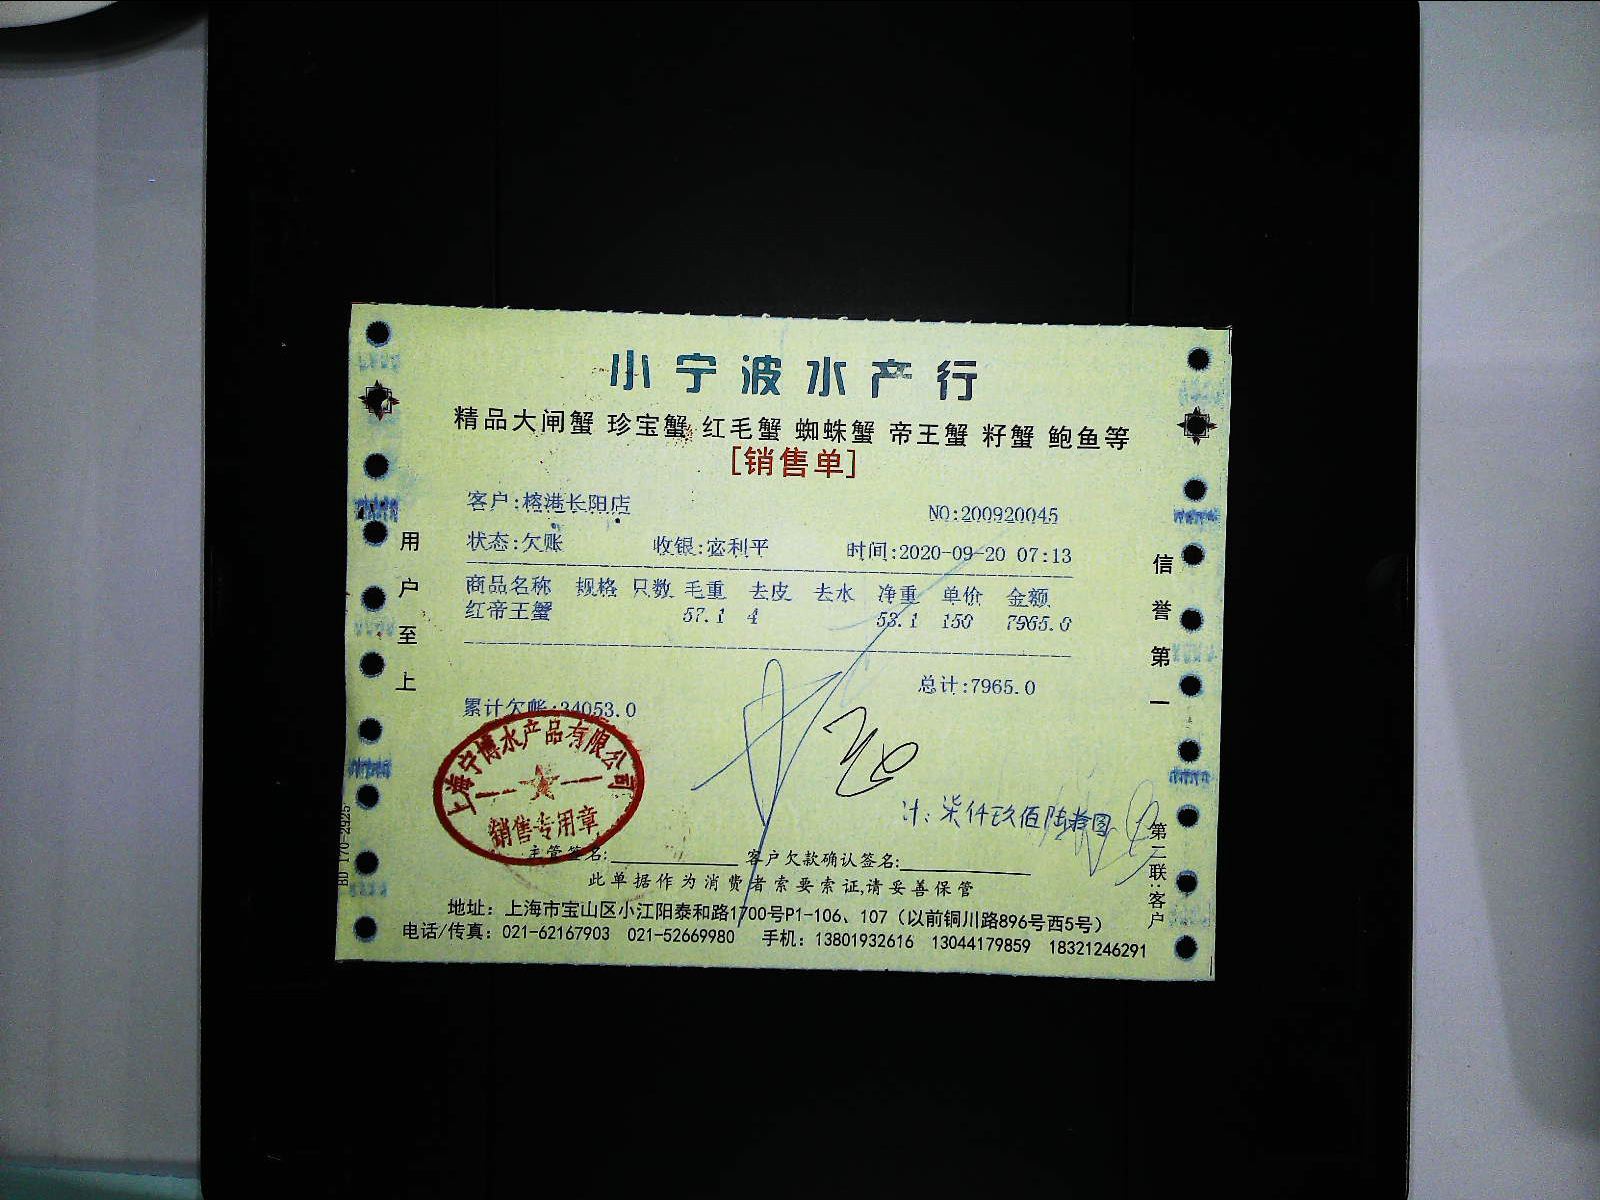 小宁波水产行
精品大闸蟹 珍宝蟹 红毛蟹 蜘蛛蟹 帝王蟹 籽蟹 鲍鱼等
[销售单]
客户:榕港长阳店
NO:200920045
状态:欠账 收银:宓利平 时间:2020-09-20 07:13
商品名称 规格 只数 毛重 去皮 去水 净重 单价 金额
红帝王蟹 57.1 4 53.1 150 7965.0
总计:7965.0
累计欠账:34053.0
上海宁博水产品有限公司
销售专用章
计: 柒仟玖佰陆拾圆
主管签名: 客户欠款确认签名:
此单据作为消费者索要索证,请妥善保管
地址：上海市宝山区小江阳泰和路1700号P1-106、107（以前铜川路896号西5号）
电话/传真：021-62167903 021-52669980 手机：13801932616 13044179859 18321246291
用户至上
信誉第一
第二联:客户